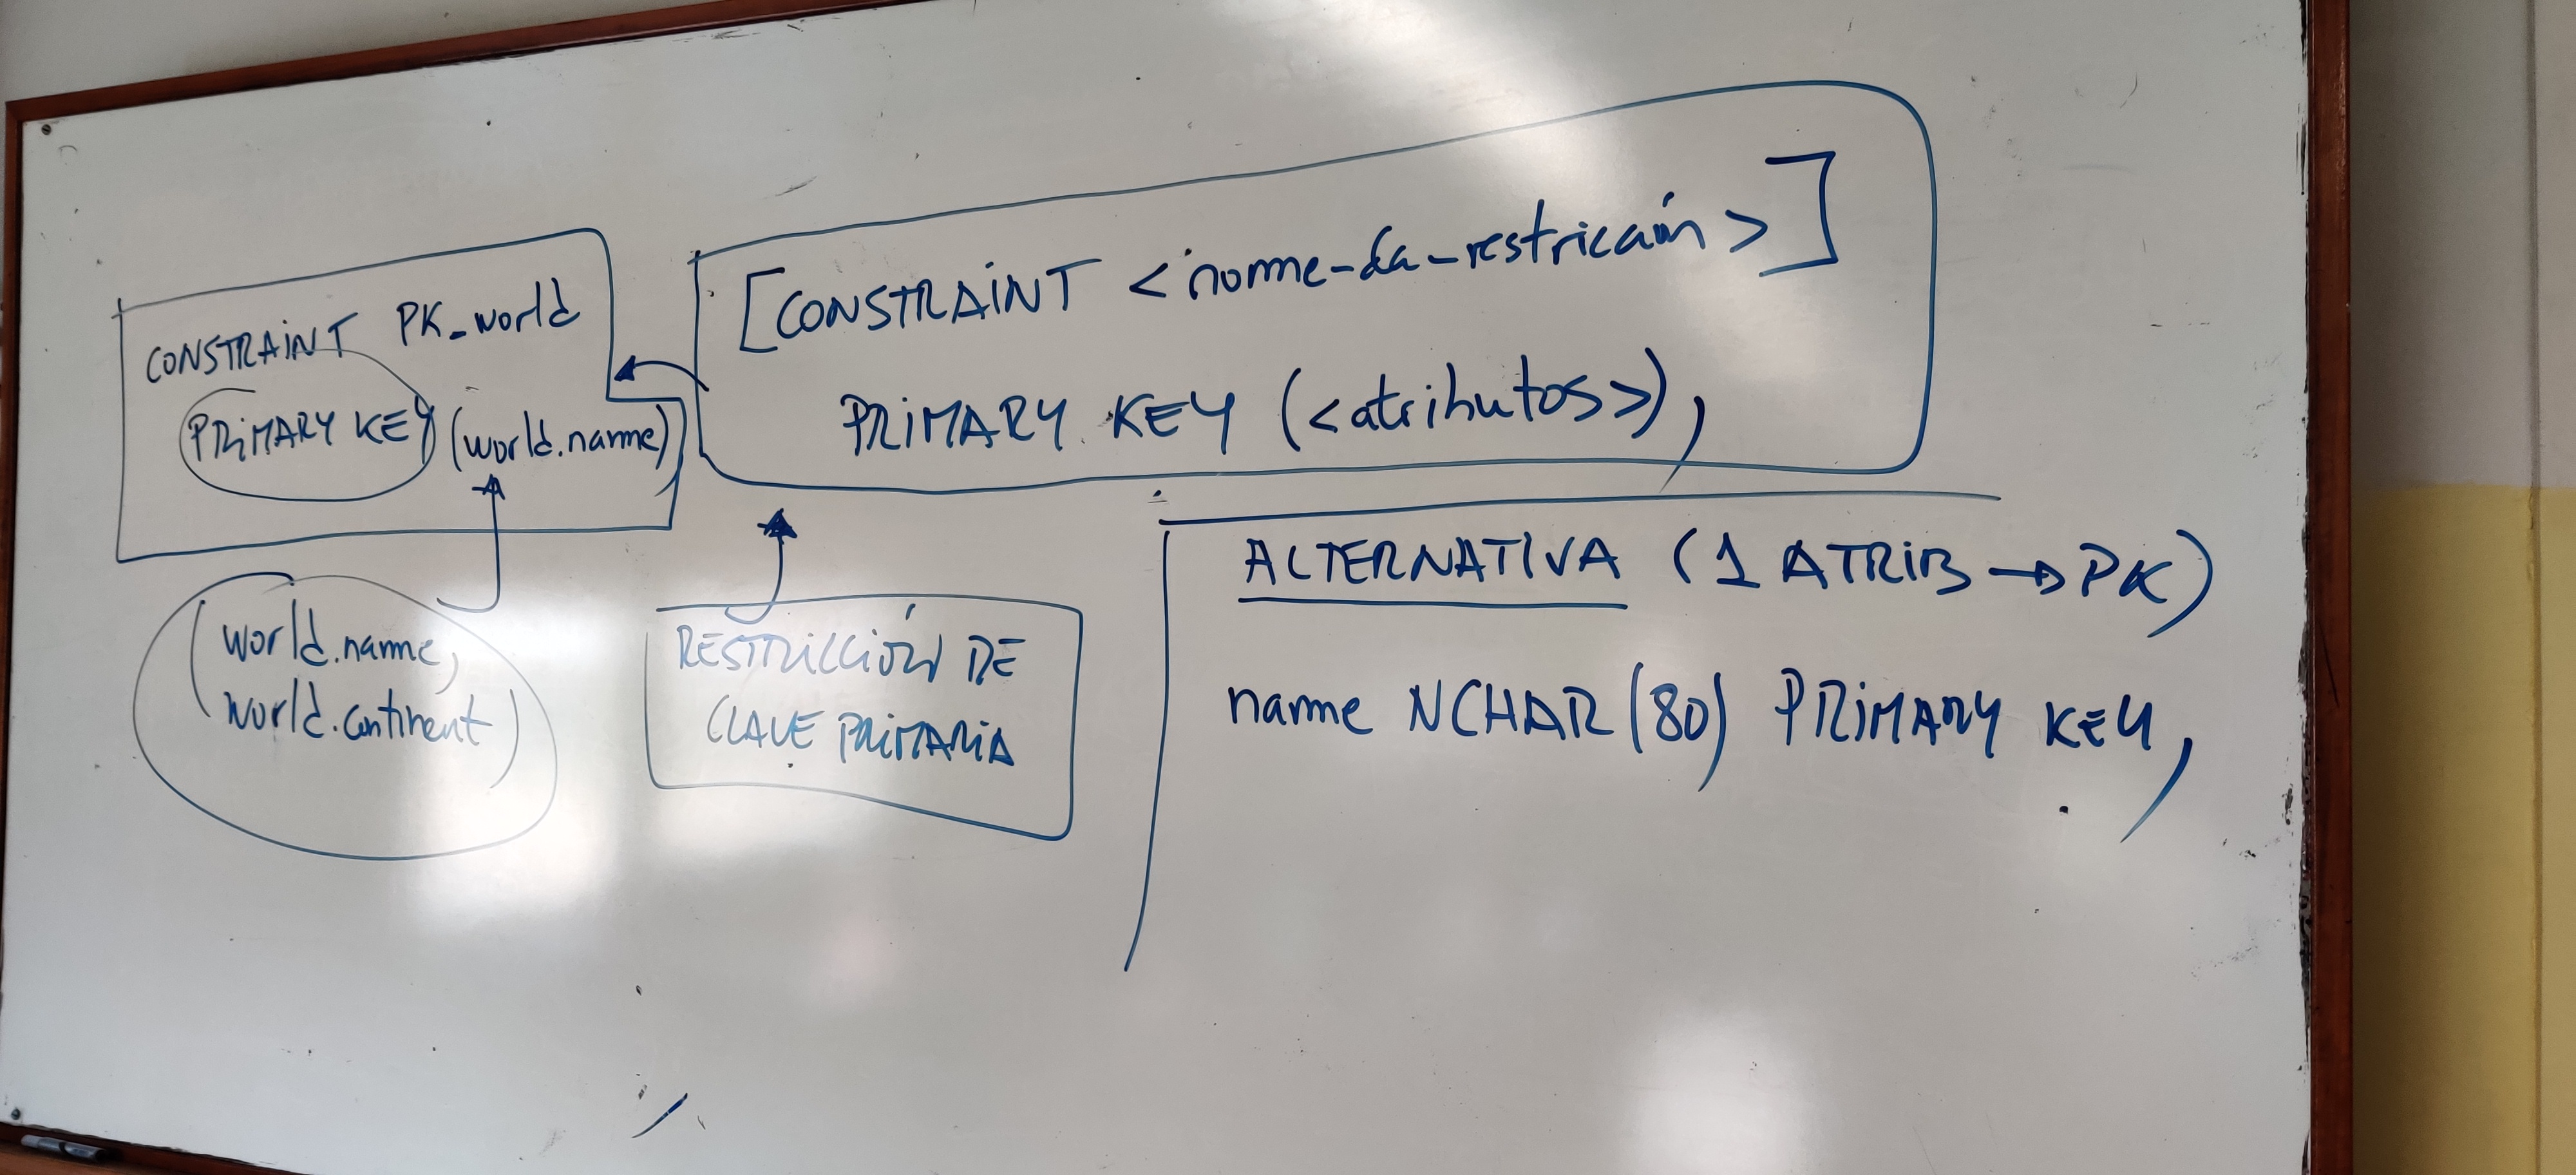 CONSTRAINT PK_world
PRIMARY KEY (world.name)
(world.name,
world.continent)
[CONSTRAINT <nome-da-restricción>]
PRIMARY KEY (<atributos>),
RESTRICCIÓN DE
CLAVE PRIMARIA
ALTERNATIVA (1 ATRIB → PK)
name NCHAR(80) PRIMARY KEY,